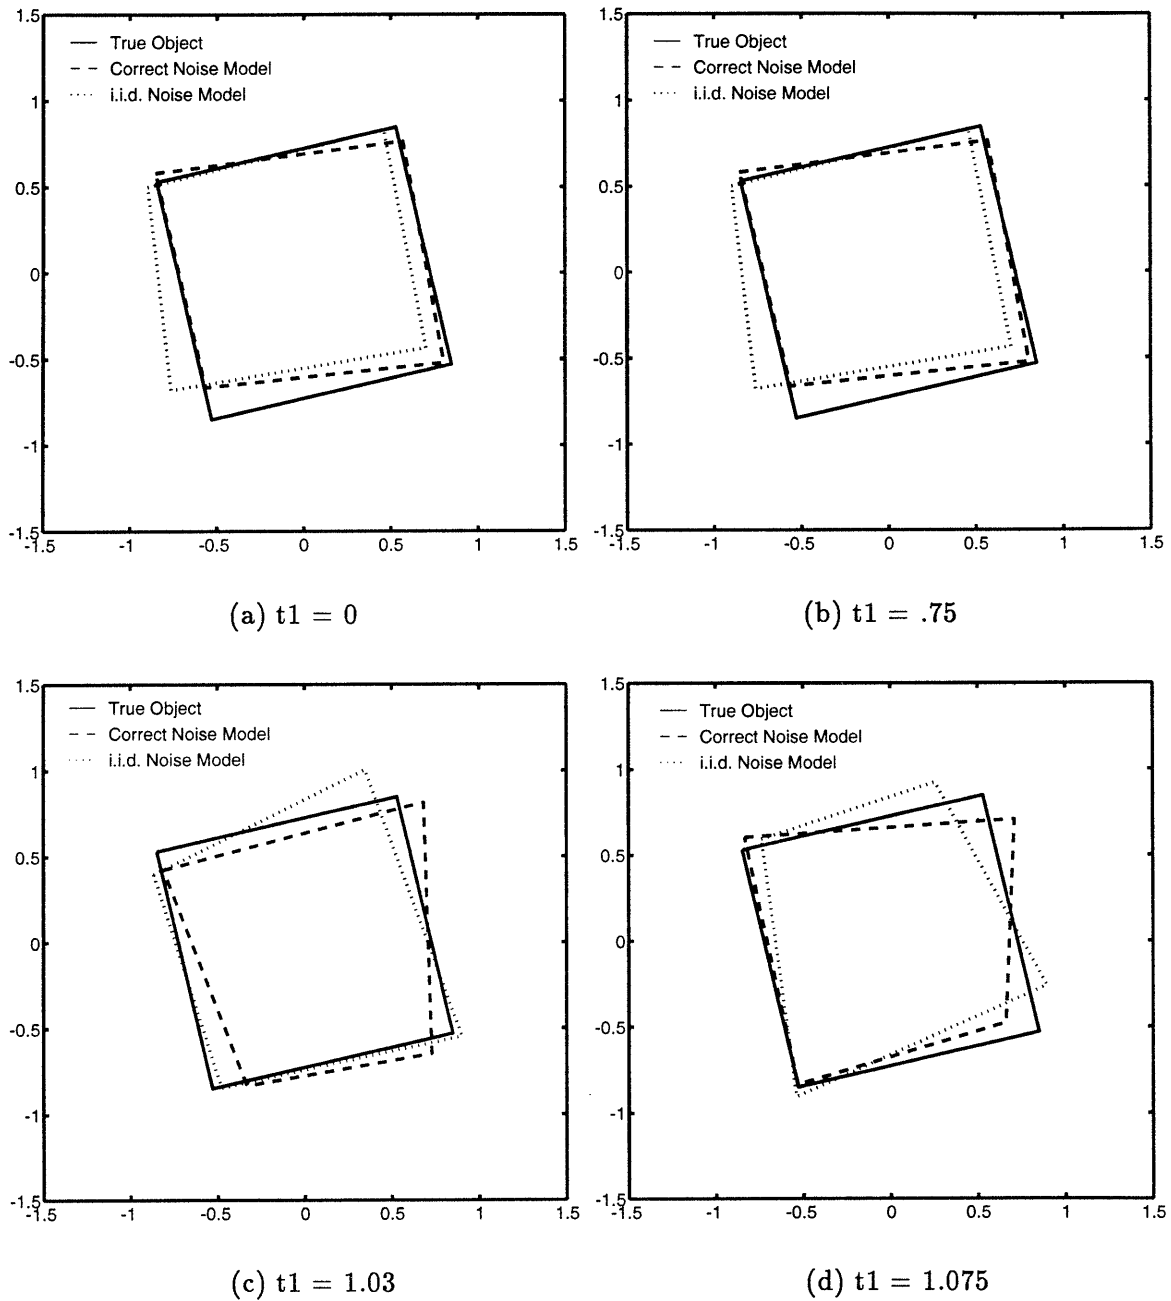 1.5
True Object
Correct Noise Model
i.i.d. Noise Model
1
0.5
0
-0.5
-1
-1.5
-1.5 -1 -0.5 0 0.5 1 1.5
(a) t1 = 0
1.5
True Object
Correct Noise Model
i.i.d. Noise Model
1
0.5
0
-0.5
-1
-1.5
-1.5 -1 -0.5 0 0.5 1 1.5
(b) t1 = .75
1.5
True Object
Correct Noise Model
i.i.d. Noise Model
1
0.5
0
-0.5
-1
-1.5
-1.5 -1 -0.5 0 0.5 1 1.5
(c) t1 = 1.03
1.5
True Object
Correct Noise Model
i.i.d. Noise Model
1
0.5
0
-0.5
-1
-1.5
-1.5 -1 -0.5 0 0.5 1 1.5
(d) t1 = 1.075